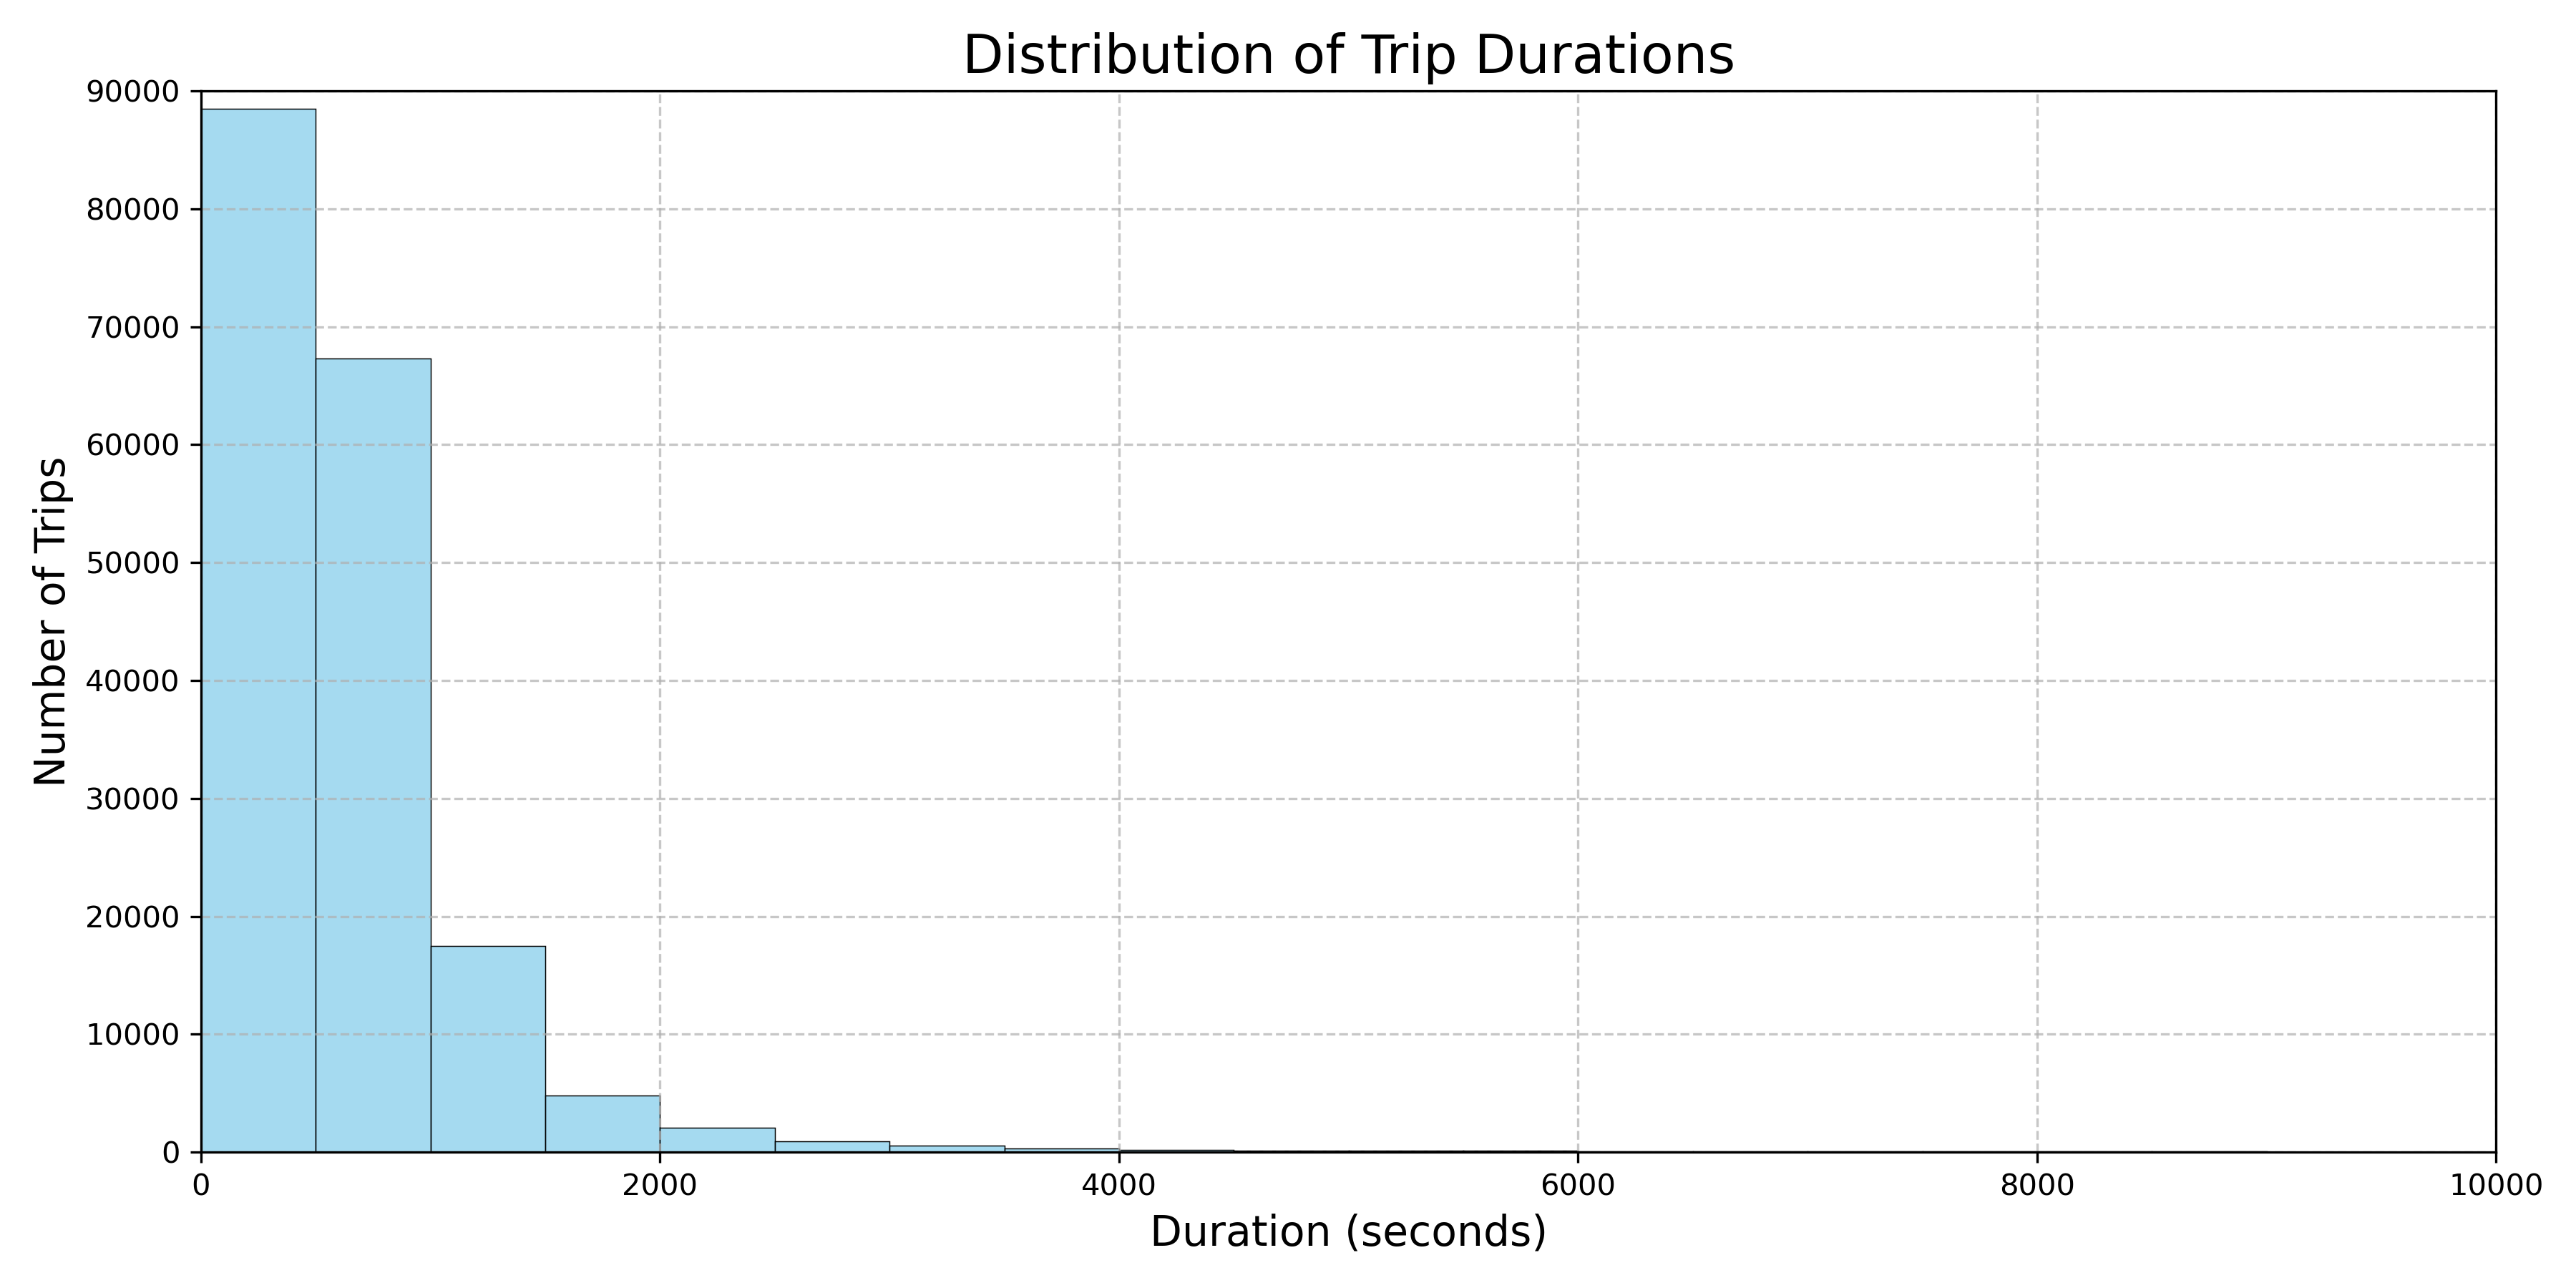 Distribution of Trip Durations
90000
80000
70000
60000
50000
40000
30000
20000
10000
0
Number of Trips
0 2000 4000 6000 8000 10000
Duration (seconds)